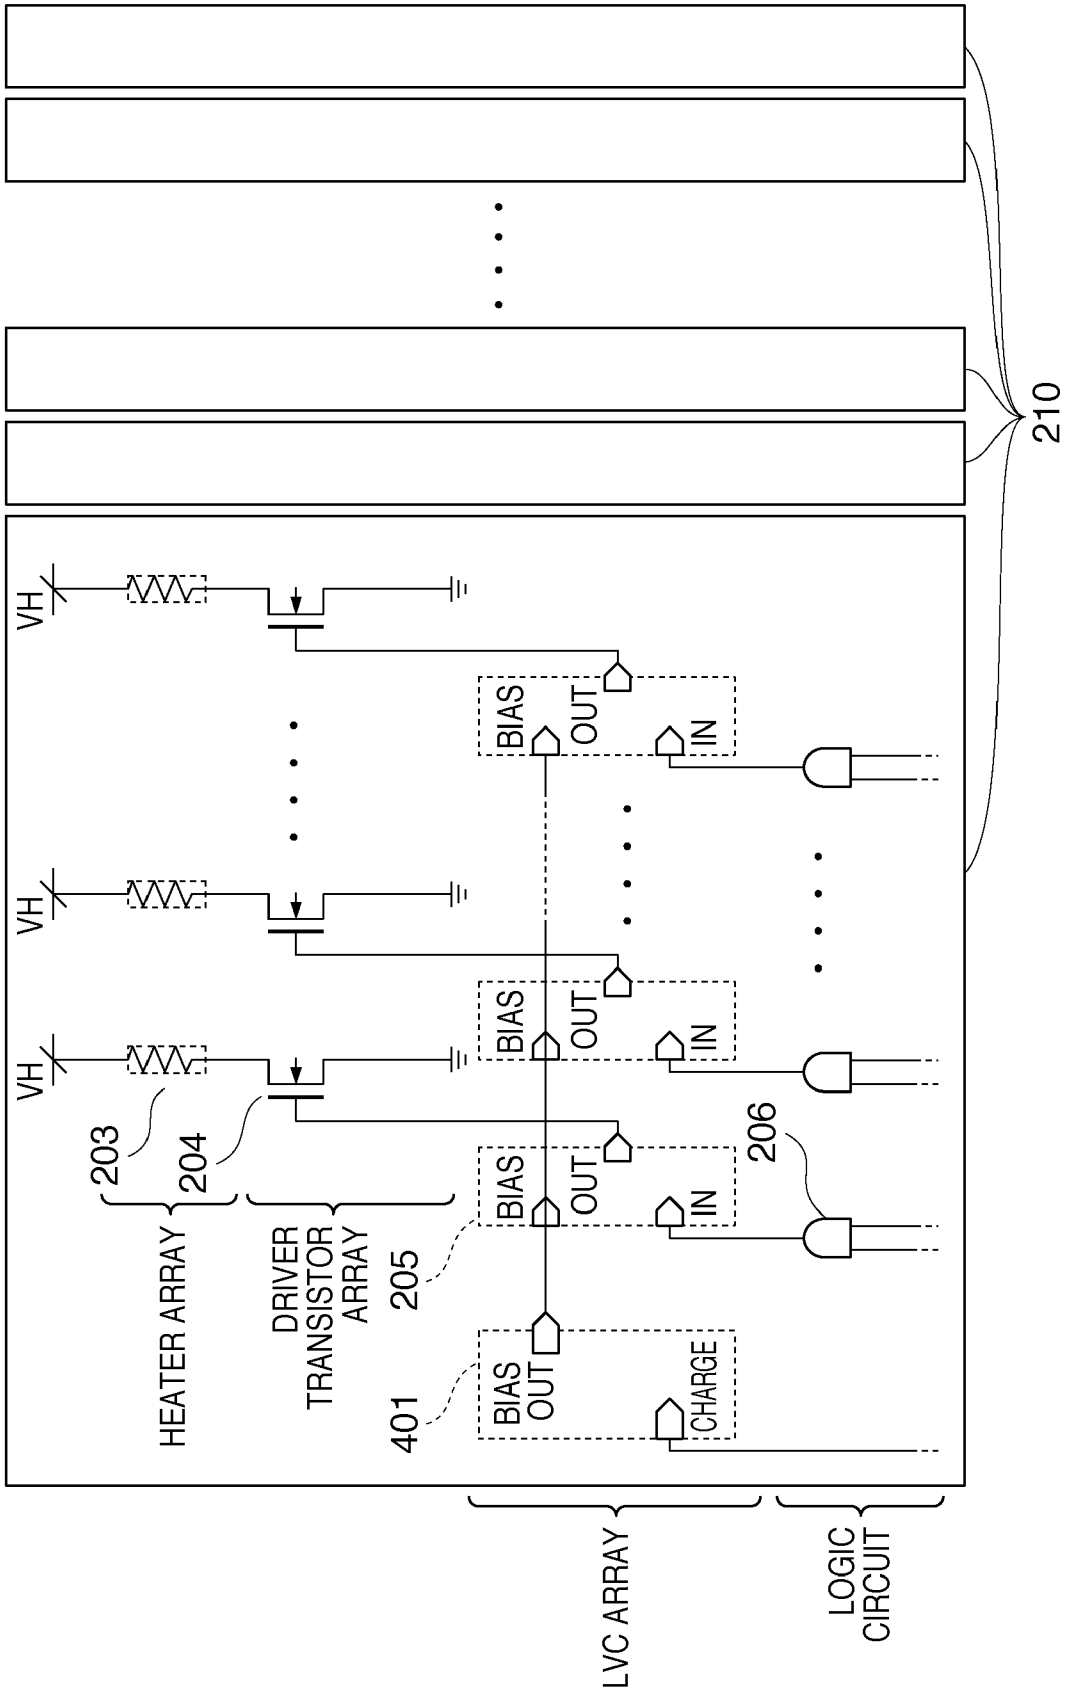 VH
VH
VH
203
HEATER ARRAY
204
DRIVER
TRANSISTOR
ARRAY
401
BIAS
OUT
CHARGE
205
BIAS
OUT
IN
BIAS
OUT
IN
BIAS
OUT
IN
LVC ARRAY
206
LOGIC
CIRCUIT
210